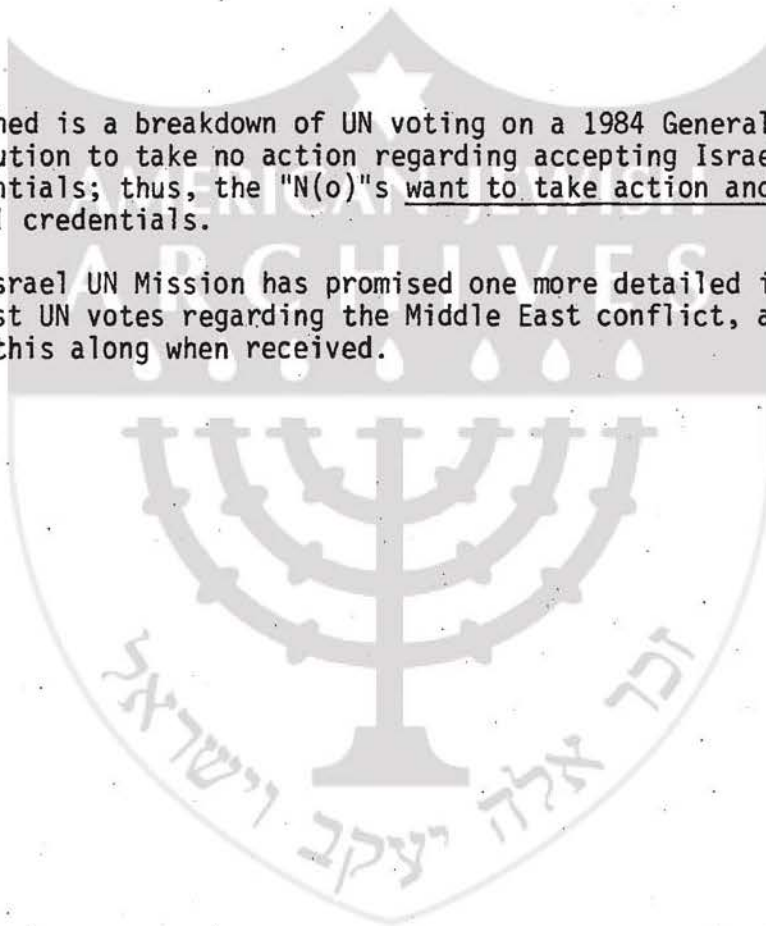 ned is a breakdown of UN voting on a 1984 General
ution to take no action regarding accepting Israe
ntials; thus, the "N(o)"s want to take action and
credentials.
srael UN Mission has promised one more detailed i
st UN votes regarding the Middle East conflict, a
this along when received.
AMERICAN JEWISH
ARCHIVES
זכר אלה יעקב וישראל